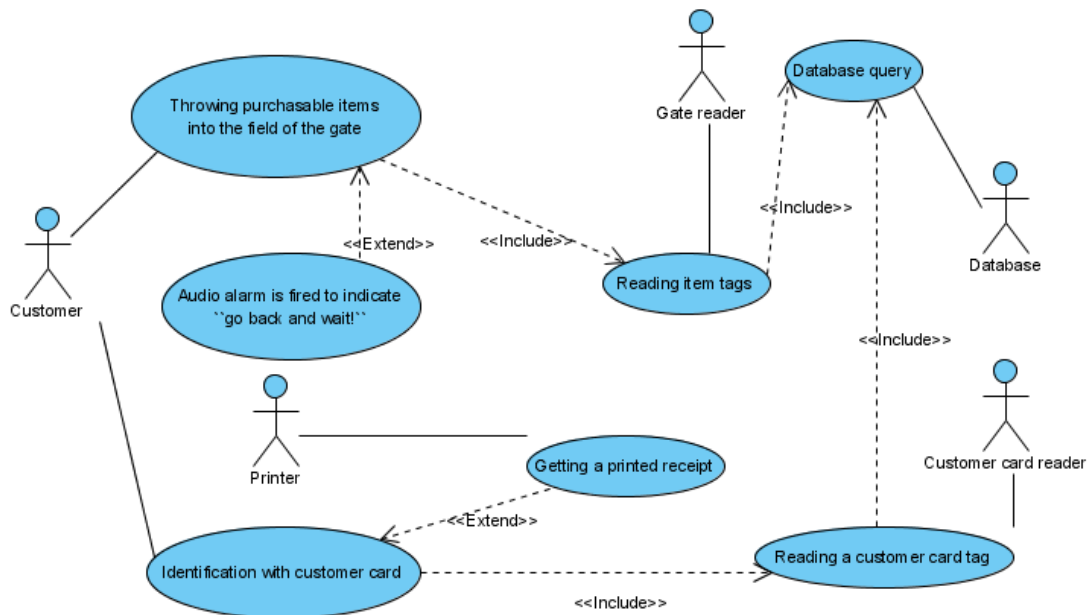 Throwing purchasable items
into the field of the gate
Gate reader
Database query
<<Include>>
<<Extend>>
<<Include>>
Database
Customer
Audio alarm is fired to indicate
``go back and wait!``
Reading item tags
<<Include>>
Printer
Getting a printed receipt
Customer card reader
<<Extend>>
Identification with customer card
Reading a customer card tag
<<Include>>